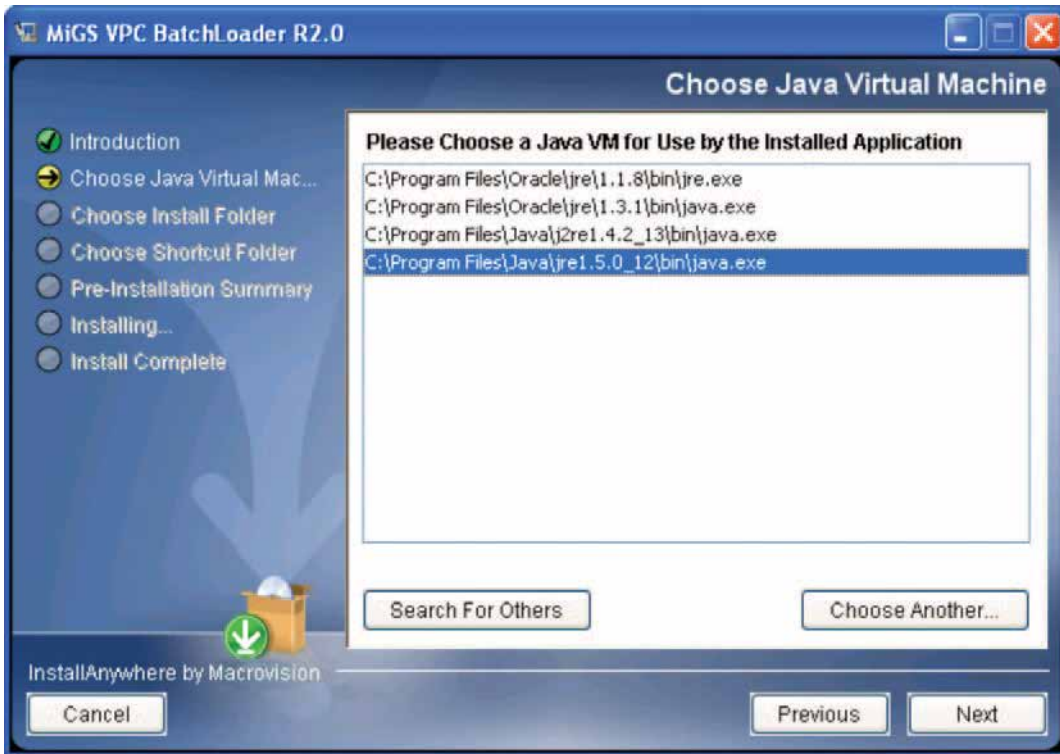 MiGS VPC BatchLoader R2.0
Choose Java Virtual Machine
Introduction
Choose Java Virtual Mac...
Choose Install Folder
Choose Shortcut Folder
Pre-Installation Summary
Installing...
Install Complete
Please Choose a Java VM for Use by the Installed Application
C:\Program Files\Oracle\jre\1.1.8\bin\jre.exe
C:\Program Files\Oracle\jre\1.3.1\bin\java.exe
C:\Program Files\Java\j2re1.4.2_13\bin\java.exe
C:\Program Files\Java\jre1.5.0_12\bin\java.exe
Search For Others
Choose Another...
InstallAnywhere by Macrovision
Cancel
Previous
Next